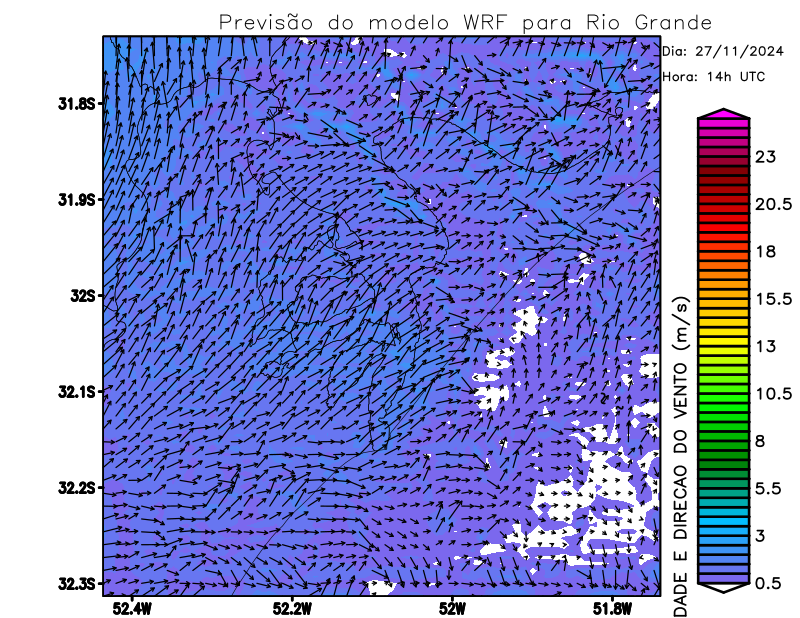 Previsão do modelo WRF para Rio Grande
Dia: 27/11/2024
Hora: 14h UTC
31.8S
31.9S
32S
32.1S
32.2S
32.3S
52.4W
52.2W
52W
51.8W
23
20.5
18
15.5
13
10.5
8
5.5
3
0.5
DADE E DIRECAO DO VENTO (m/s)